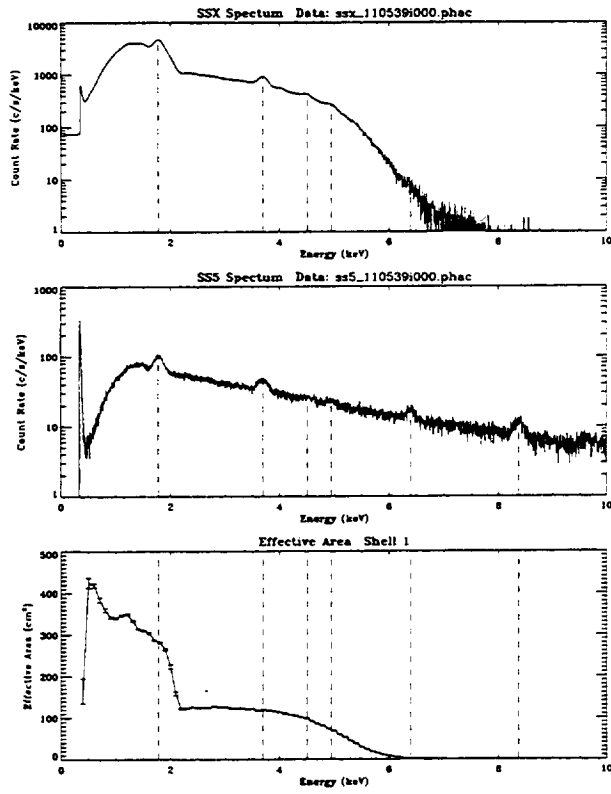 SSX Spectrum Data: ssx_110539i000.phac
10000
1000
100
10
1
Count Rate (c/s/keV)
0 2 4 6 8 10
Energy (keV)
SS5 Spectrum Data: ss5_110539i000.phac
1000
100
10
1
Count Rate (c/s/keV)
0 2 4 6 8 10
Energy (keV)
Effective Area Shell 1
500
400
300
200
100
0
Effective Area (cm²)
0 2 4 6 8 10
Energy (keV)